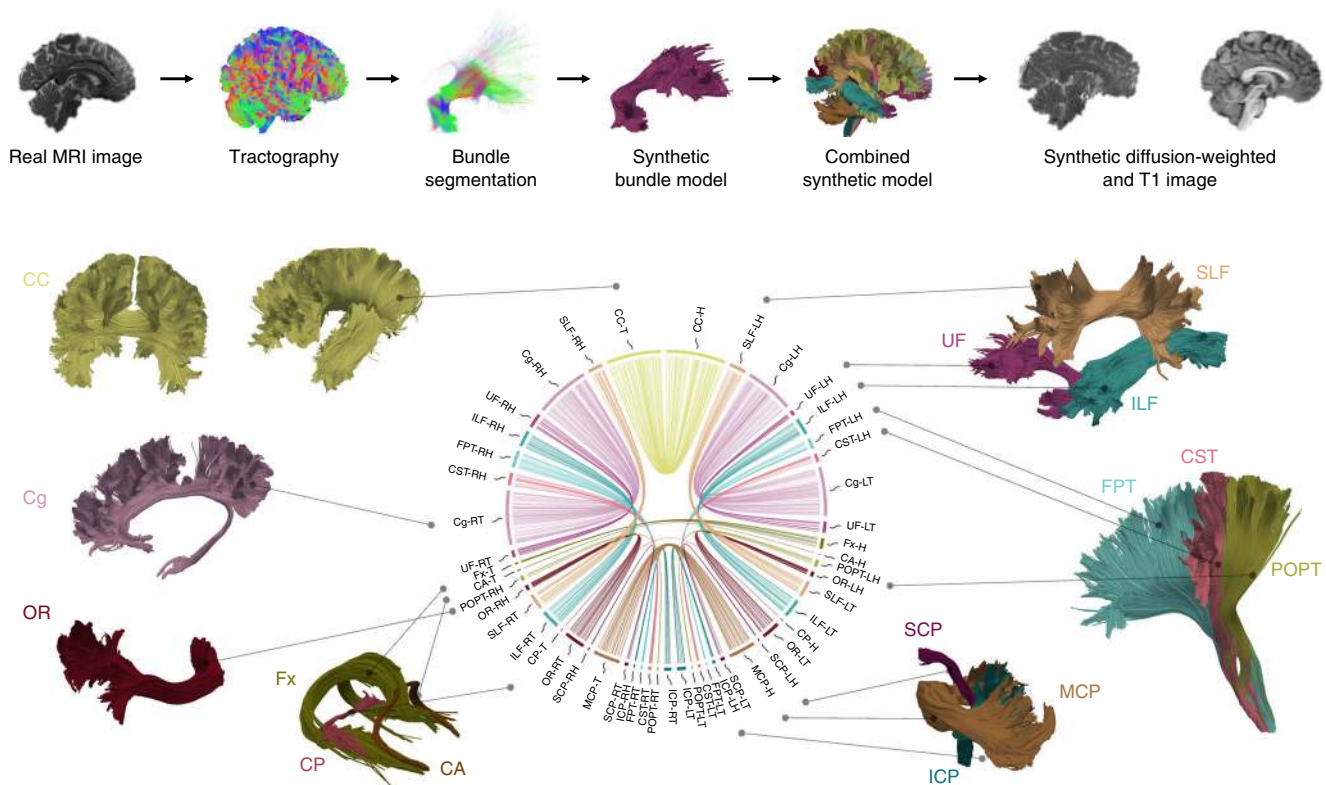 Real MRI image
Tractography
Bundle
segmentation
Synthetic
bundle model
Combined
synthetic model
Synthetic diffusion-weighted
and T1 image
CC
SLF
UF
ILF
Cg
CST
FPT
POPT
OR
Fx
CP
CA
SCP
MCP
ICP
CC-T
CC-H
SLF-LH
Cg-LH
UF-LH
ILF-LH
FPT-LH
CST-LH
Cg-LT
UF-LT
Fx-H
CA-H
POPT-LH
OR-LH
SLF-LT
ILF-LT
CP-H
OR-LT
SCP-LH
MCP-H
SCP-LT
ICP-LH
FPT-LT
CST-LT
POPT-LT
ICP-LT
ICP-RT
POPT-RT
CST-RT
FPT-RT
ICP-RH
SCP-RT
MCP-T
SCP-RH
OR-RT
CP-T
ILF-RT
SLF-RT
OR-RH
POPT-RH
CA-T
Fx-T
UF-RT
Cg-RT
CST-RH
FPT-RH
ILF-RH
UF-RH
Cg-RH
SLF-RH